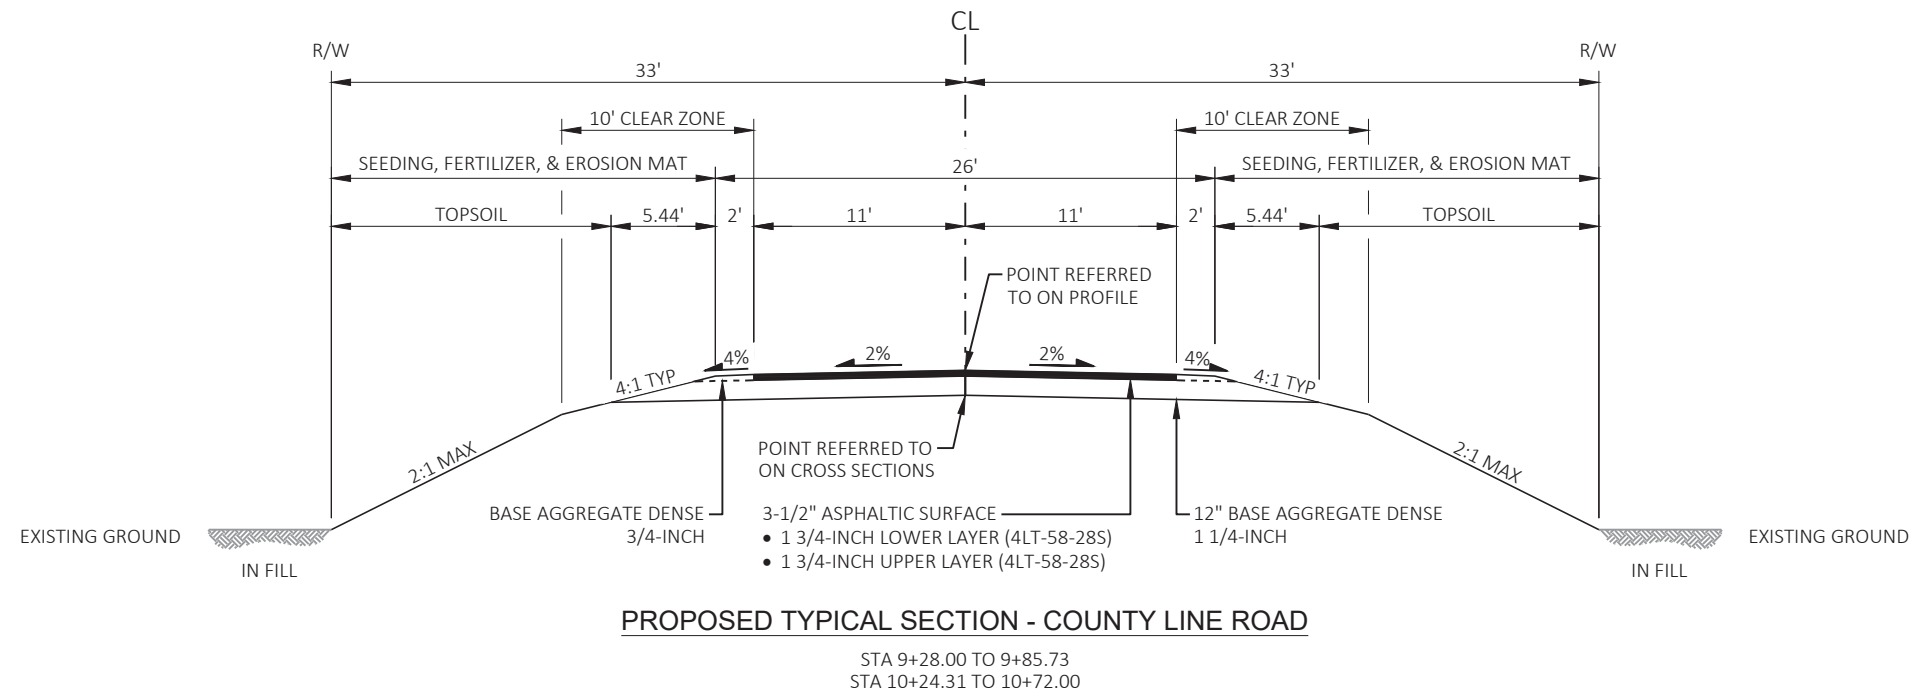 CL
R/W
R/W
33'
33'
10' CLEAR ZONE
10' CLEAR ZONE
SEEDING, FERTILIZER, & EROSION MAT
26'
SEEDING, FERTILIZER, & EROSION MAT
TOPSOIL
5.44'
2'
11'
11'
2'
5.44'
TOPSOIL
POINT REFERRED
TO ON PROFILE
4%
2%
2%
4%
4:1 TYP
4:1 TYP
2:1 MAX
2:1 MAX
POINT REFERRED TO
ON CROSS SECTIONS
BASE AGGREGATE DENSE
3/4-INCH
3-1/2" ASPHALTIC SURFACE
• 1 3/4-INCH LOWER LAYER (4LT-58-28S)
• 1 3/4-INCH UPPER LAYER (4LT-58-28S)
12" BASE AGGREGATE DENSE
1 1/4-INCH
EXISTING GROUND
EXISTING GROUND
IN FILL
IN FILL
PROPOSED TYPICAL SECTION - COUNTY LINE ROAD
STA 9+28.00 TO 9+85.73
STA 10+24.31 TO 10+72.00